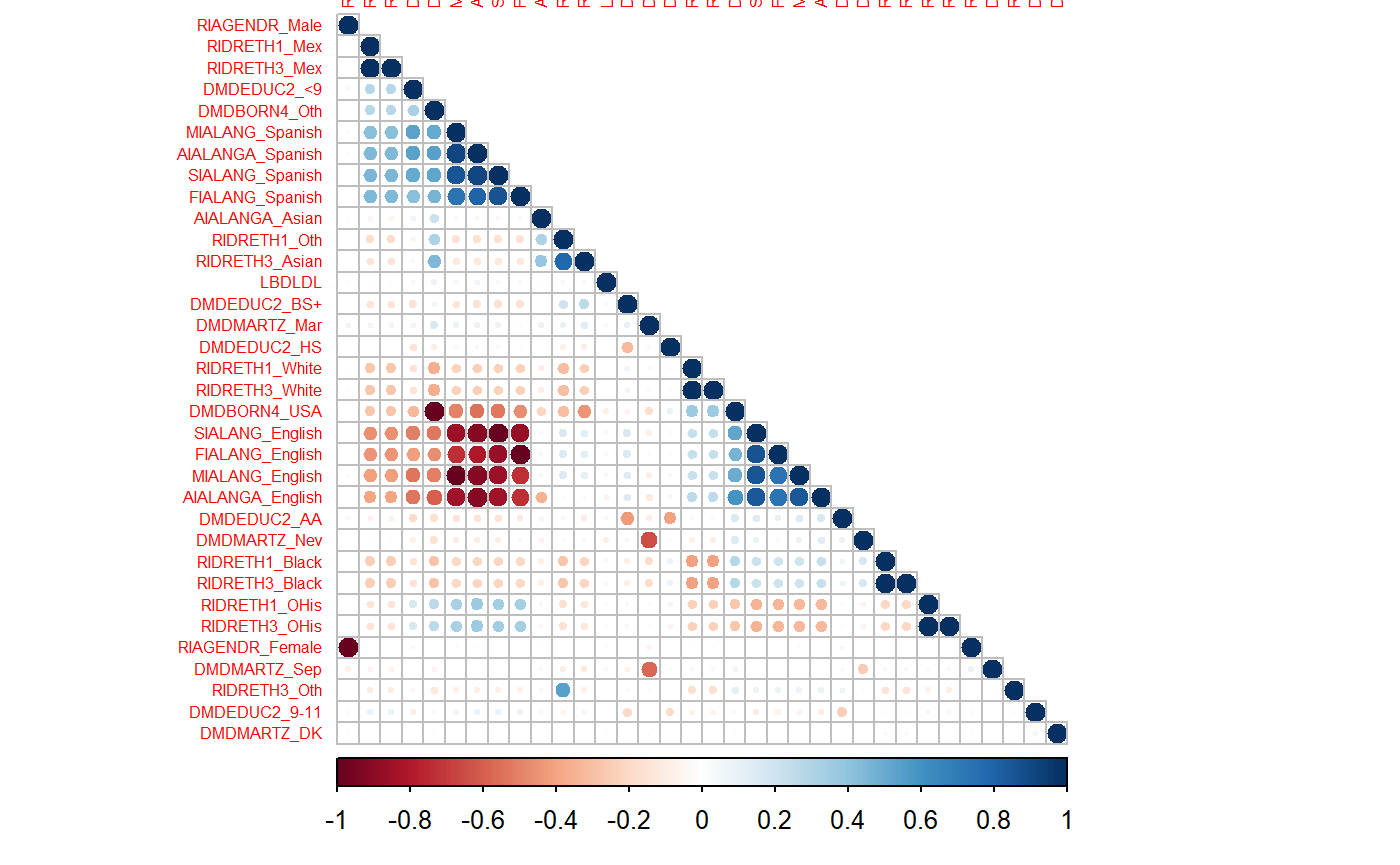 RIAGENDR_Male
RIDRETH1_Mex
RIDRETH3_Mex
DMDEDUC2_<9
DMDBORN4_Oth
MIALANG_Spanish
AIALANGA_Spanish
SIALANG_Spanish
FIALANG_Spanish
AIALANGA_Asian
RIDRETH1_Oth
RIDRETH3_Asian
LBDLDL
DMDEDUC2_BS+
DMDMARTZ_Mar
DMDEDUC2_HS
RIDRETH1_White
RIDRETH3_White
DMDBORN4_USA
SIALANG_English
FIALANG_English
MIALANG_English
AIALANGA_English
DMDEDUC2_AA
DMDMARTZ_Nev
RIDRETH1_Black
RIDRETH3_Black
RIDRETH1_OHis
RIDRETH3_OHis
RIAGENDR_Female
DMDMARTZ_Sep
RIDRETH3_Oth
DMDEDUC2_9-11
DMDMARTZ_DK
-1 -0.8 -0.6 -0.4 -0.2 0 0.2 0.4 0.6 0.8 1